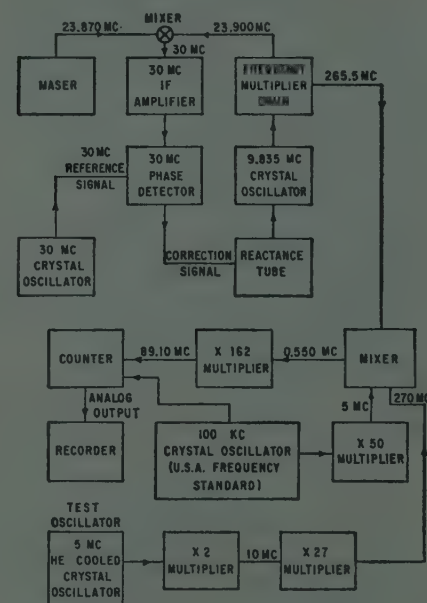 MIXER
23,870 MC.
23,900 MC
30 MC
MASER
30 MC
IF
AMPLIFIER
MULTIPLIER
265.5 MC
30 MC
REFERENCE
SIGNAL
30 MC
PHASE
DETECTOR
9.835 MC
CRYSTAL
OSCILLATOR
30 MC
CRYSTAL
OSCILLATOR
CORRECTION
SIGNAL
REACTANCE
TUBE
COUNTER
89.10 MC
X 162
MULTIPLIER
0.550 MC
MIXER
ANALOG
OUTPUT
5 MC
270 MC
RECORDER
100 KC
CRYSTAL OSCILLATOR
(U.S.A. FREQUENCY
STANDARD)
X 50
MULTIPLIER
TEST
OSCILLATOR
5 MC
HE COOLED
CRYSTAL
OSCILLATOR
X 2
MULTIPLIER
10 MC
X 27
MULTIPLIER